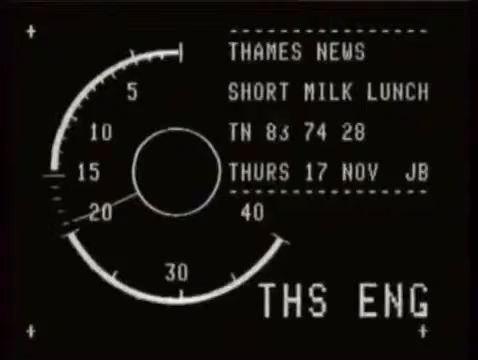 THAMES NEWS
SHORT MILK LUNCH
TN 83 74 28
THURS 17 NOV JB
5
10
15
20
30
40
THS ENG